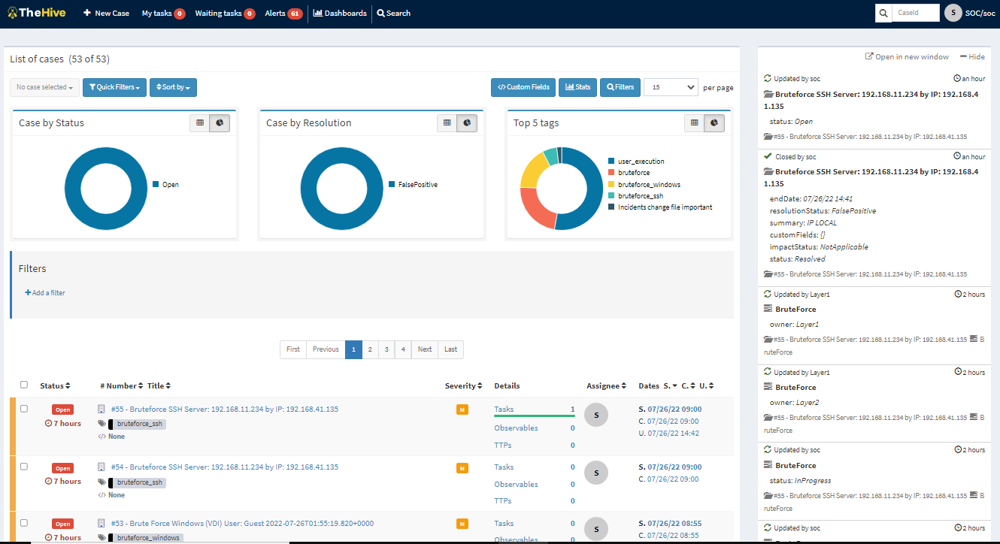 TheHive
New Case My tasks 0 Waiting tasks 0 Alerts 61 Dashboards Search CaseId S SOC/soc
List of cases (53 of 53)
No case selected Quick Filters Sort by Custom Fields Stats Filters 15 per page
Case by Status
Open
Case by Resolution
FalsePositive
Top 5 tags
user_execution
bruteforce
bruteforce_windows
bruteforce_ssh
Incidents change file important
Filters
Add a filter
First Previous 1 2 3 4 Next Last
Status # Number Title Severity Details Assignee Dates S. C. U.
Open #55 - Bruteforce SSH Server: 192.168.11.234 by IP: 192.168.41.135 M Tasks 1 S S. 07/26/22 09:00
7 hours bruteforce_ssh Observables 0 C. 07/26/22 09:00
None TTPs 0 U. 07/26/22 14:42
Open #54 - Bruteforce SSH Server: 192.168.11.234 by IP: 192.168.41.135 M Tasks 0 S S. 07/26/22 09:00
7 hours bruteforce_ssh Observables 0 C. 07/26/22 09:00
None TTPs 0
Open #53 - Brute Force Windows (VDI) User: Guest 2022-07-26T01:55:19.820+0000 M Tasks 0 S S. 07/26/22 08:55
7 hours bruteforce_windows Observables 0 C. 07/26/22 08:55
Open in new window Hide
Updated by soc an hour
Bruteforce SSH Server: 192.168.11.234 by IP: 192.168.4
1.135
status: Open
#55 - Bruteforce SSH Server: 192.168.11.234 by IP: 192.168.41.135
Closed by soc an hour
Bruteforce SSH Server: 192.168.11.234 by IP: 192.168.4
1.135
endDate: 07/26/22 14:41
resolutionStatus: FalsePositive
summary: IP LOCAL
customFields: {}
impactStatus: NotApplicable
status: Resolved
#55 - Bruteforce SSH Server: 192.168.11.234 by IP: 192.168.41.135
Updated by Layer1 2 hours
BruteForce
owner: Layer1
#55 - Bruteforce SSH Server: 192.168.11.234 by IP: 192.168.41.135 B
ruteForce
Updated by Layer1 2 hours
BruteForce
owner: Layer2
#55 - Bruteforce SSH Server: 192.168.11.234 by IP: 192.168.41.135 B
ruteForce
Updated by soc 2 hours
BruteForce
status: InProgress
#55 - Bruteforce SSH Server: 192.168.11.234 by IP: 192.168.41.135 B
ruteForce
Updated by soc 2 hours